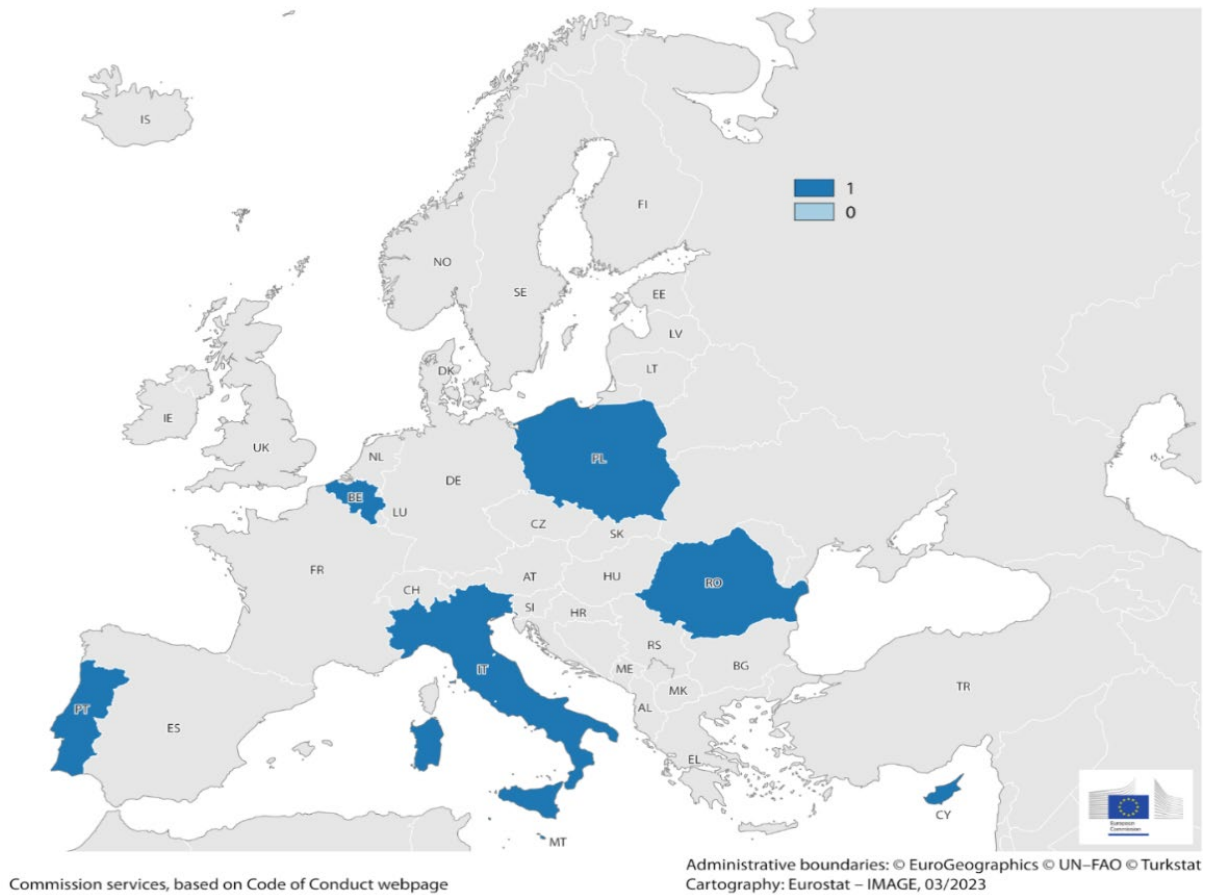 IS
FI
NO
SE
EE
LV
LT
DK
IE
UK
NL
PL
DE
BE
LU
CZ
SK
FR
AT
HU
RO
CH
SI
HR
RS
BG
ME
MK
IT
AL
TR
PT
ES
EL
CY
MT
1
0
European
Commission
Administrative boundaries: © EuroGeographics © UN–FAO © Turkstat
Commission services, based on Code of Conduct webpage
Cartography: Eurostat – IMAGE, 03/2023